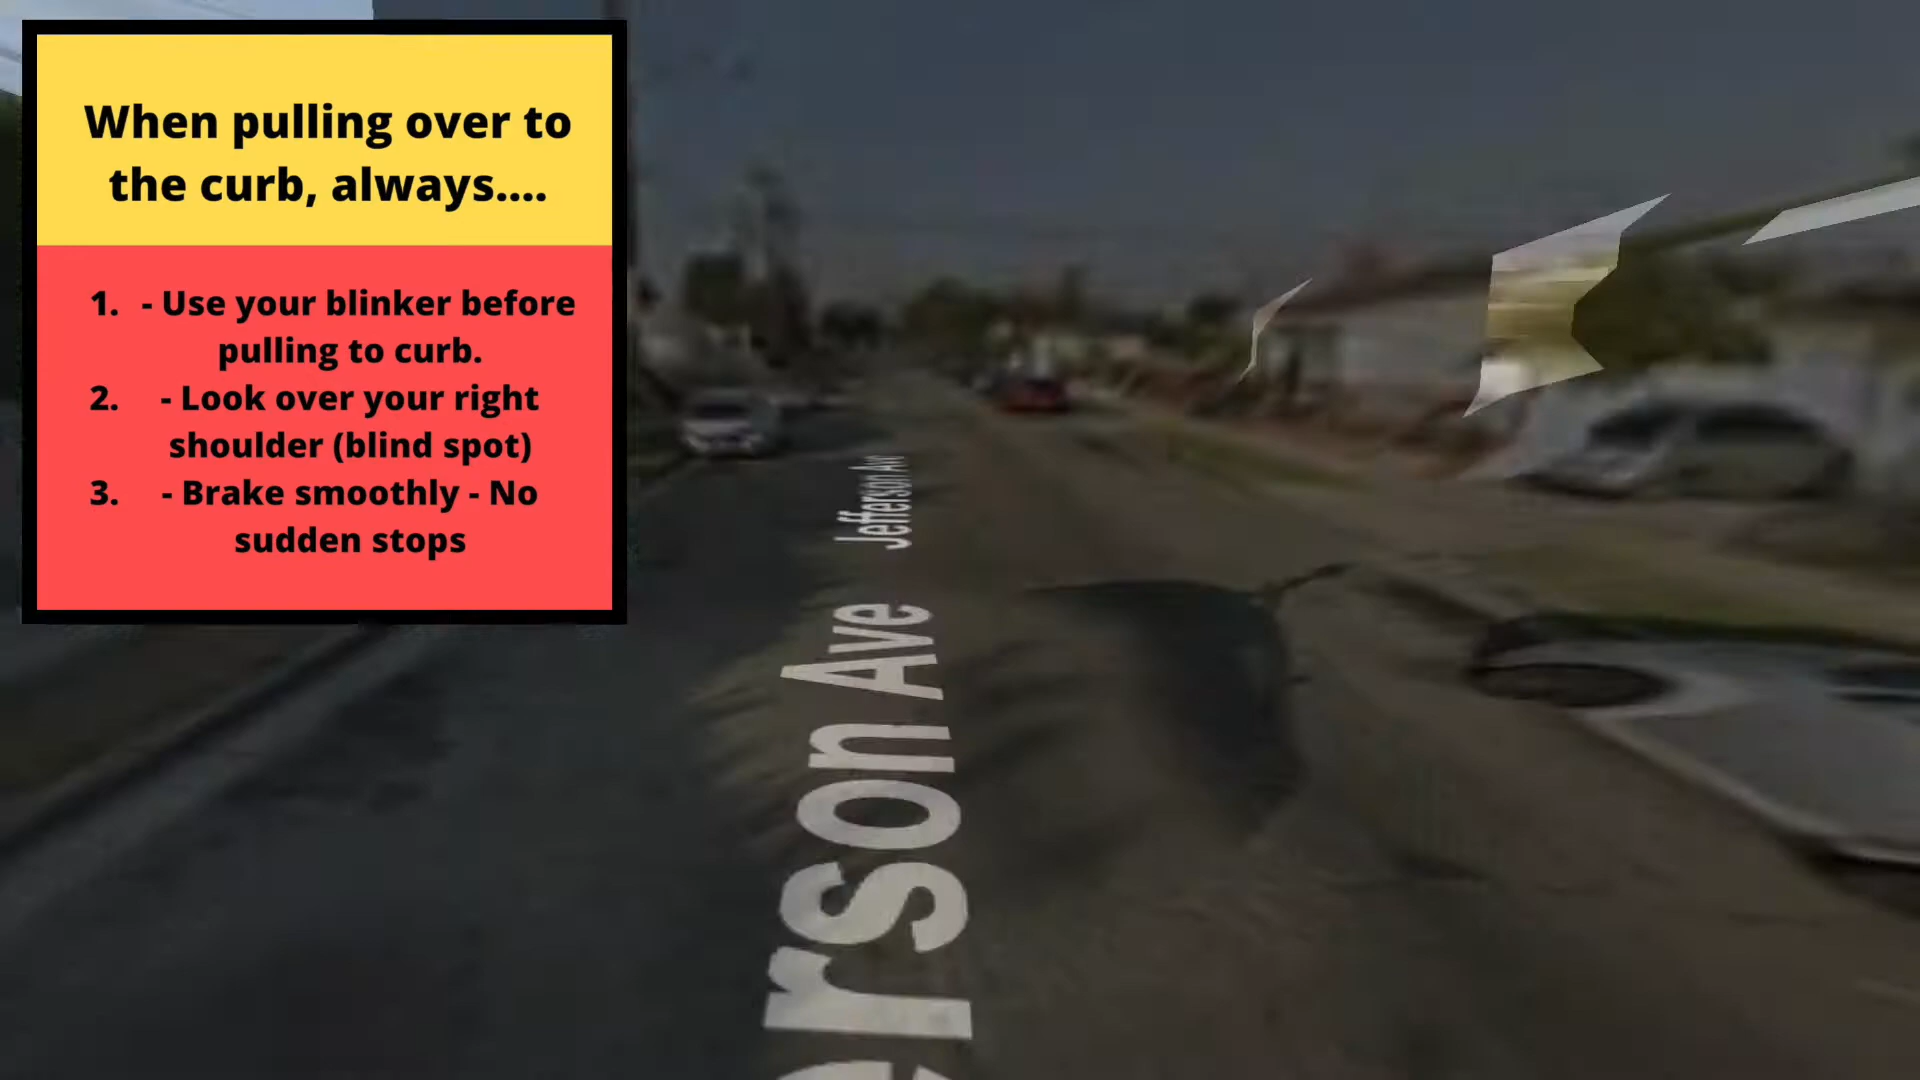 When pulling over to
the curb, always....
1. - Use your blinker before
pulling to curb.
2. - Look over your right
shoulder (blind spot)
3. - Brake smoothly - No
sudden stops
Jefferson Ave
erson Ave